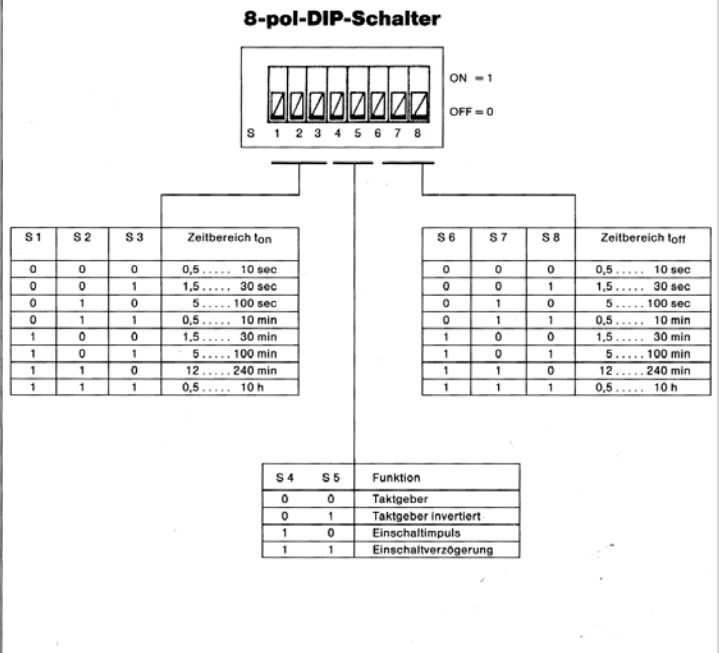 8-pol-DIP-Schalter
ON = 1
OFF = 0
S 1 2 3 4 5 6 7 8
S 1 S 2 S 3 Zeitbereich ton
0 0 0 0,5 ..... 10 sec
0 0 1 1,5 ..... 30 sec
0 1 0 5 ..... 100 sec
0 1 1 0,5 ..... 10 min
1 0 0 1,5 ..... 30 min
1 0 1 5 ..... 100 min
1 1 0 12 ..... 240 min
1 1 1 0,5 ..... 10 h
S 6 S 7 S 8 Zeitbereich toff
0 0 0 0,5 ..... 10 sec
0 0 1 1,5 ..... 30 sec
0 1 0 5 ..... 100 sec
0 1 1 0,5 ..... 10 min
1 0 0 1,5 ..... 30 min
1 0 1 5 ..... 100 min
1 1 0 12 ..... 240 min
1 1 1 0,5 ..... 10 h
S 4 S 5 Funktion
0 0 Taktgeber
0 1 Taktgeber invertiert
1 0 Einschaltimpuls
1 1 Einschaltverzögerung